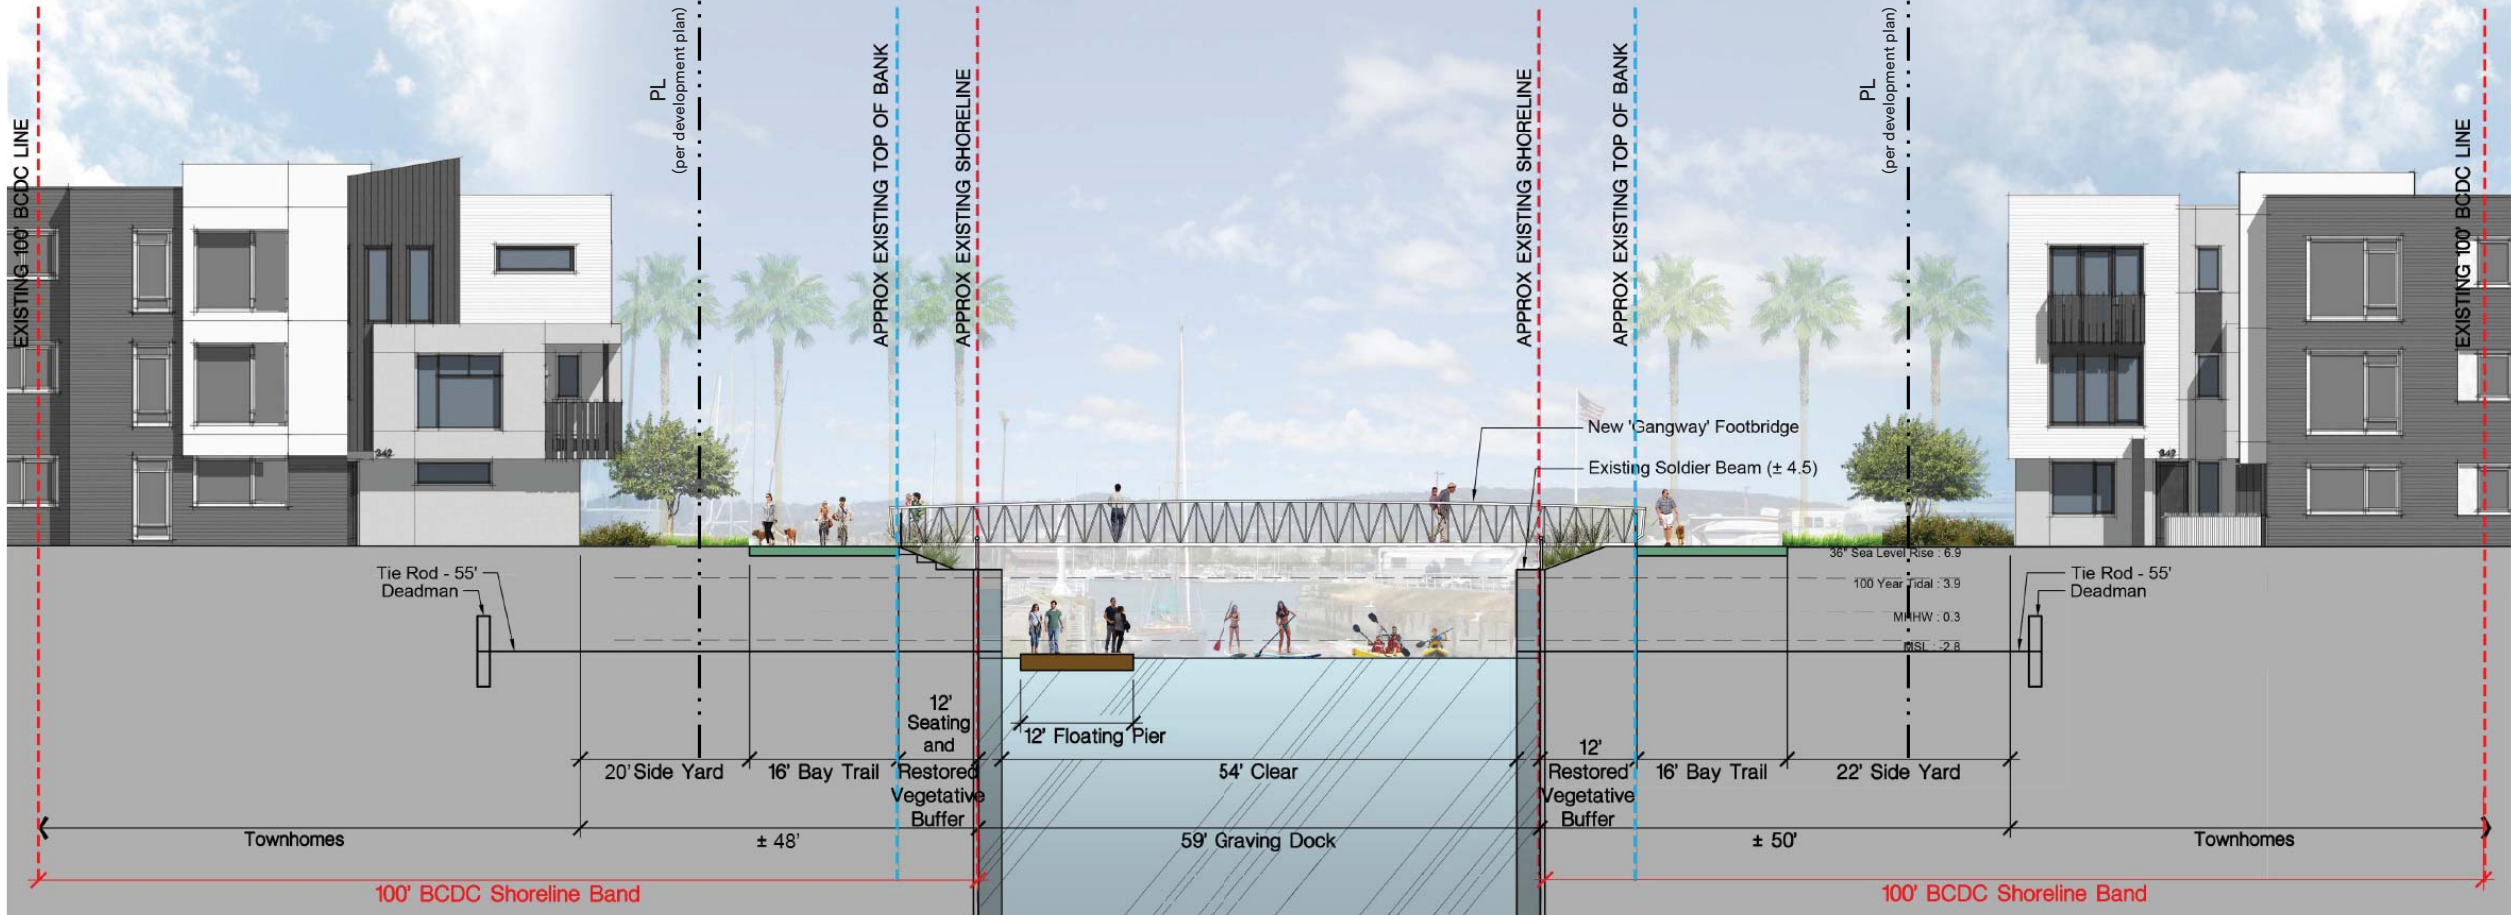 EXISTING 100' BCDC LINE
PL
(per development plan)
APPROX EXISTING TOP OF BANK
APPROX EXISTING SHORELINE
APPROX EXISTING SHORELINE
APPROX EXISTING TOP OF BANK
PL
(per development plan)
EXISTING 100' BCDC LINE
New 'Gangway' Footbridge
Existing Soldier Beam (± 4.5)
342
342
36" Sea Level Rise : 6.9
100 Year Tidal : 3.9
MHHW : 0.3
MSL : -2.8
Tie Rod - 55'
Deadman
Tie Rod - 55'
Deadman
20' Side Yard
16' Bay Trail
12'
Seating
and
Restored
Vegetative
Buffer
12' Floating Pier
54' Clear
12'
Restored
Vegetative
Buffer
16' Bay Trail
22' Side Yard
Townhomes
± 48'
59' Graving Dock
± 50'
Townhomes
100' BCDC Shoreline Band
100' BCDC Shoreline Band